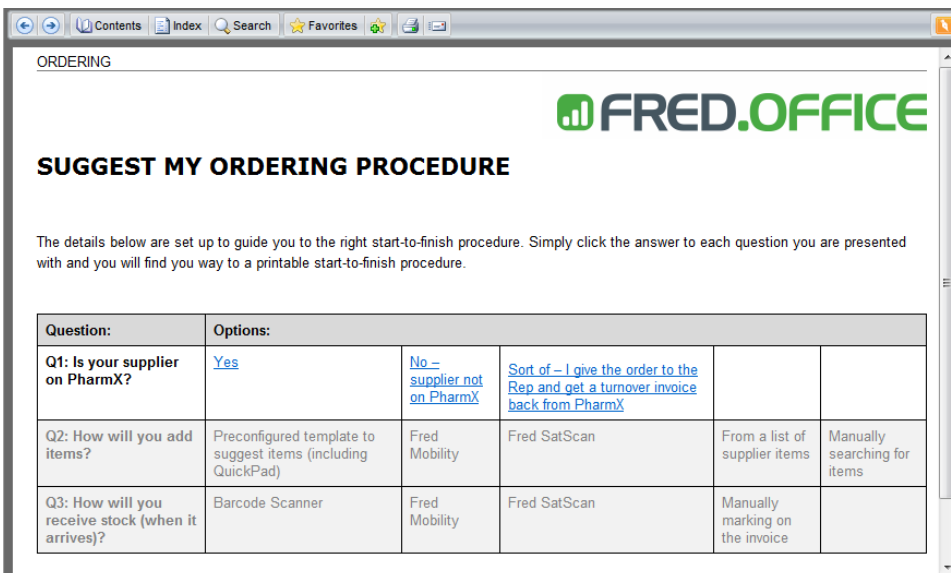 Contents Index Search Favorites
ORDERING
FRED.OFFICE
SUGGEST MY ORDERING PROCEDURE
The details below are set up to guide you to the right start-to-finish procedure. Simply click the answer to each question you are presented
with and you will find you way to a printable start-to-finish procedure.
Question: Options:
Q1: Is your supplier
on PharmX?
Yes
No –
supplier not
on PharmX
Sort of – I give the order to the
Rep and get a turnover invoice
back from PharmX
Q2: How will you add
items?
Preconfigured template to
suggest items (including
QuickPad)
Fred
Mobility
Fred SatScan
From a list of
supplier items
Manually
searching for
items
Q3: How will you
receive stock (when it
arrives)?
Barcode Scanner
Fred
Mobility
Fred SatScan
Manually
marking on
the invoice